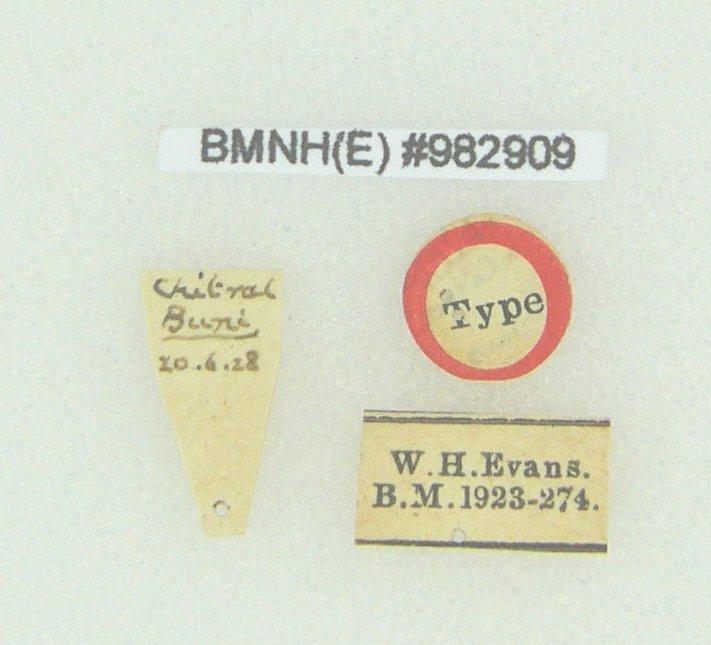 BMNH(E) #982909
Chitral
Buni
20.6.28
Type
W.H.Evans.
B.M.1923-274.